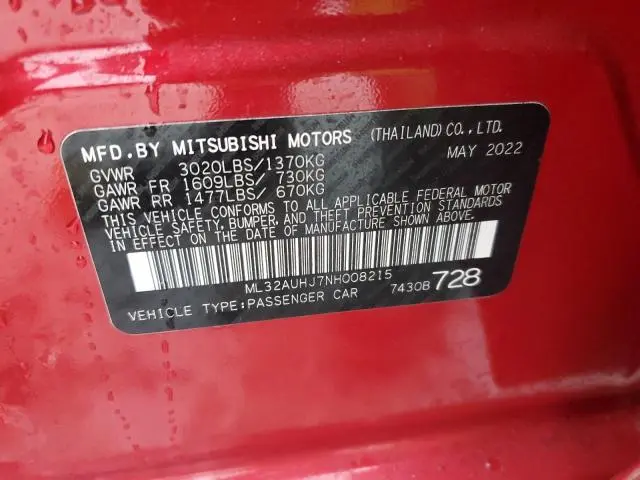 MFD.BY MITSUBISHI MOTORS (THAILAND)CO.,LTD.
GVWR 3020LBS/1370KG MAY 2022
GAWR FR 1609LBS/ 730KG
GAWR RR 1477LBS/ 670KG
THIS VEHICLE CONFORMS TO ALL APPLICABLE FEDERAL MOTOR
VEHICLE SAFETY, BUMPER, AND THEFT PREVENTION STANDARDS
IN EFFECT ON THE DATE OF MANUFACTURE SHOWN ABOVE.
ML32AUHJ7NH008215
VEHICLE TYPE:PASSENGER CAR 7430B 728